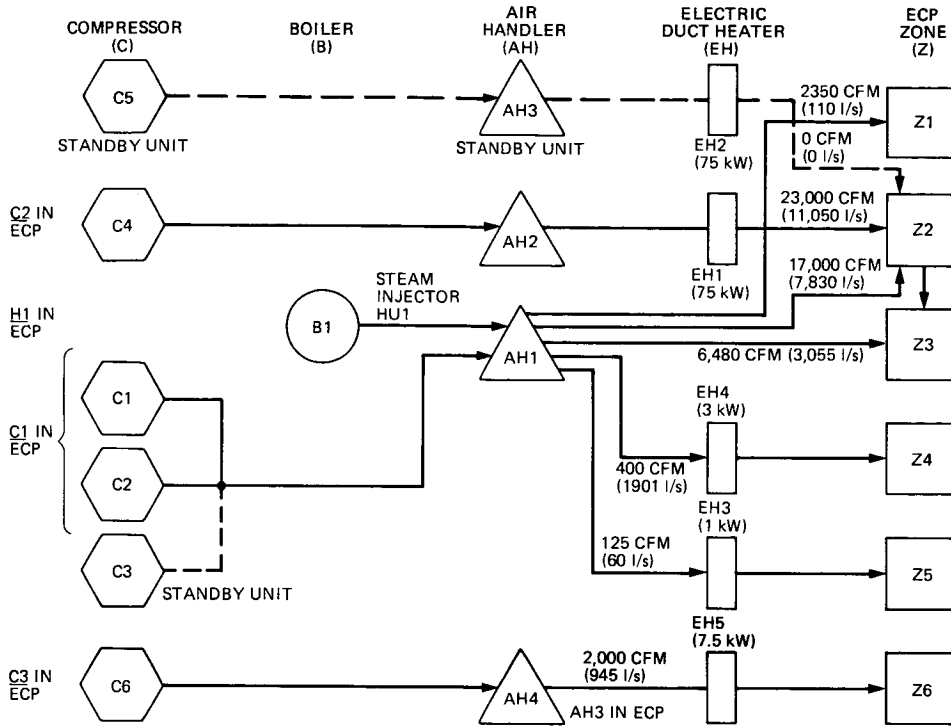 COMPRESSOR
(C)
BOILER
(B)
AIR
HANDLER
(AH)
ELECTRIC
DUCT HEATER
(EH)
ECP
ZONE
(Z)
C5
STANDBY UNIT
AH3
STANDBY UNIT
EH2
(75 kW)
2350 CFM
(110 l/s)
0 CFM
(0 l/s)
Z1
C2 IN
ECP
C4
AH2
EH1
(75 kW)
23,000 CFM
(11,050 l/s)
Z2
17,000 CFM
(7,830 l/s)
H1 IN
ECP
B1
STEAM
INJECTOR
HU1
AH1
6,480 CFM (3,055 l/s)
Z3
C1 IN
ECP
C1
C2
C3
STANDBY UNIT
EH4
(3 kW)
400 CFM
(1901 l/s)
Z4
EH3
(1 kW)
125 CFM
(60 l/s)
Z5
C3 IN
ECP
C6
AH4
2,000 CFM
(945 l/s)
AH3 IN ECP
EH5
(7.5 kW)
Z6